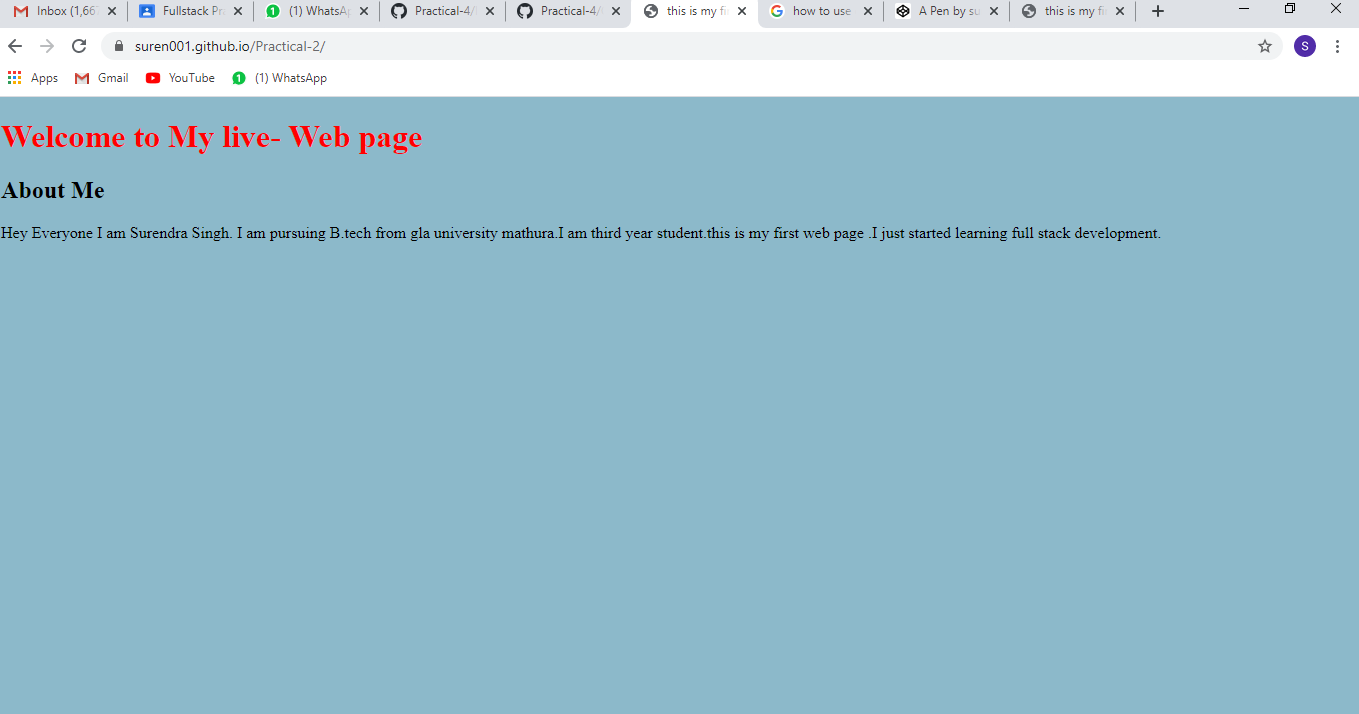 Inbox (1,66 Fullstack Pra (1) WhatsAp Practical-4/ Practical-4/ this is my fi how to use A Pen by su this is my fi
suren001.github.io/Practical-2/ S
Apps Gmail YouTube 1 (1) WhatsApp
Welcome to My live- Web page
About Me
Hey Everyone I am Surendra Singh. I am pursuing B.tech from gla university mathura.I am third year student.this is my first web page .I just started learning full stack development.